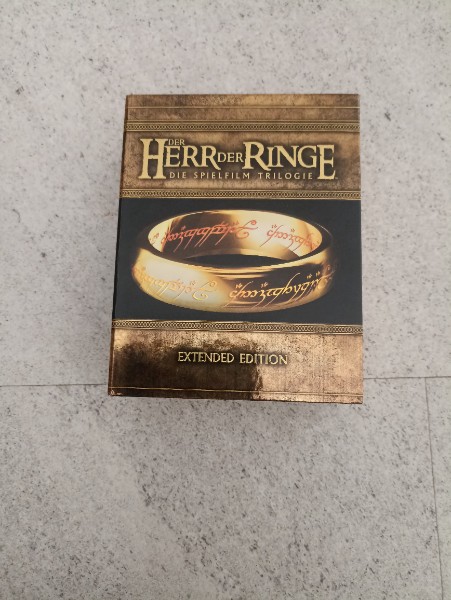 DER
HERR DER RINGE
DIE SPIELFILM TRILOGIE
EXTENDED EDITION